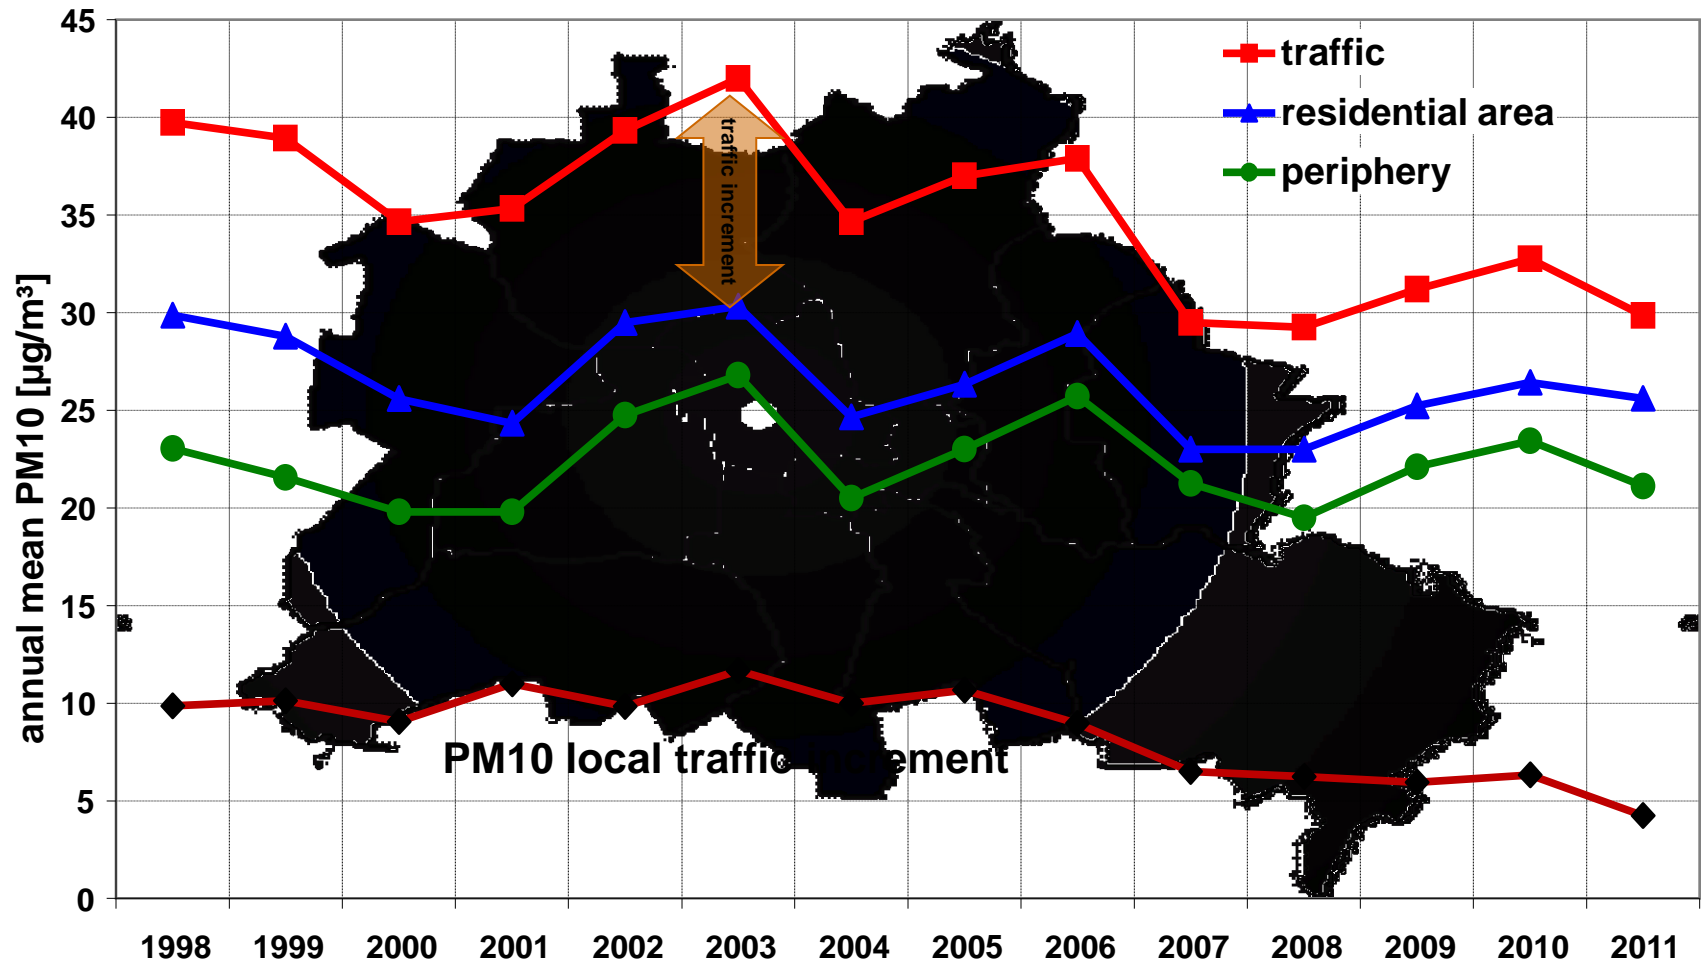 45
40
35
30
25
20
15
10
5
0
annual mean PM10 [µg/m³]
traffic
residential area
periphery
traffic increment
PM10 local traffic increment
1998 1999 2000 2001 2002 2003 2004 2005 2006 2007 2008 2009 2010 2011